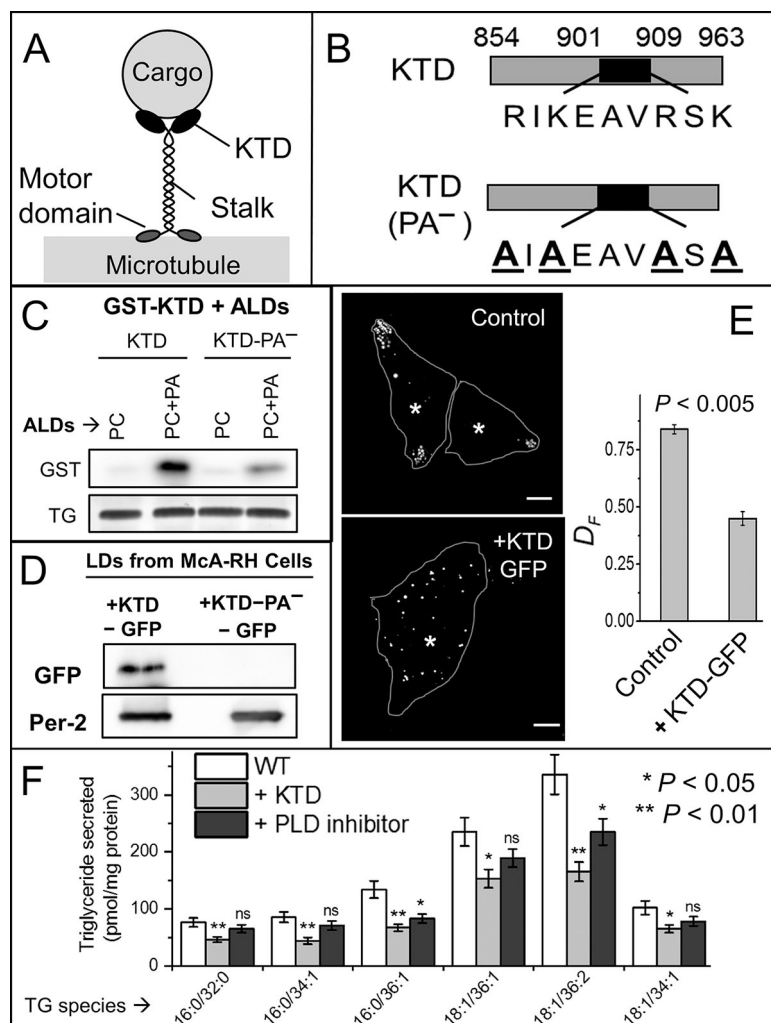 A
Cargo
KTD
Motor
domain
Stalk
Microtubule
B
854 901 909 963
KTD
RIKEAVRSK
KTD
(PA⁻)
AIAEAVASA
C
GST-KTD + ALDs
KTD KTD-PA⁻
ALDs → PC PC+PA PC PC+PA
GST
TG
D
LDs from McA-RH Cells
+KTD +KTD–PA⁻
– GFP – GFP
GFP
Per-2
Control
*
*
+KTD
GFP
*
E
P < 0.005
0.75
0.50
0.25
0.00
D_F
Control
+KTD-GFP
F
WT
+ KTD
+ PLD inhibitor
* P < 0.05
** P < 0.01
Triglyceride secreted
(pmol/mg protein)
300
200
100
0
** ns
** ns
** *
* ns
** *
* ns
TG species → 16:0/32:0 16:0/34:1 16:0/36:1 18:1/36:1 18:1/36:2 18:1/34:1